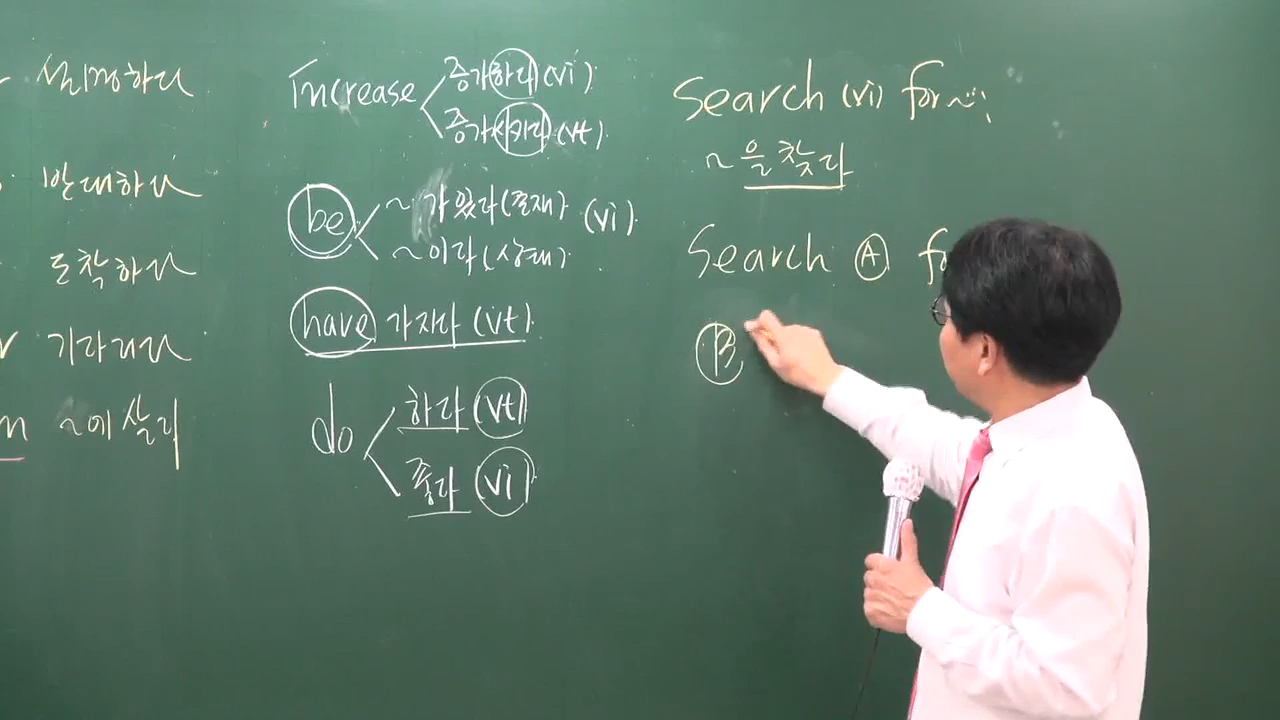 설명하다
반대하다
도착하다
기다리다
~에 살다
increase
증가하다 (vi)
증가시키다 (vt)
be
~가 있다 (존재)
~이다 (상태)
(vi)
have 가지다 (vt)
do
하다 (vt)
좋다 (vi)
Search (vi) for~
~을 찾다
Search A
B